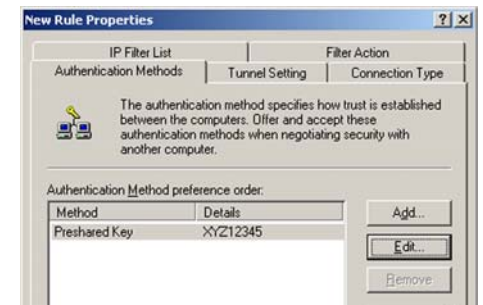 New Rule Properties
IP Filter List Filter Action
Authentication Methods Tunnel Setting Connection Type
The authentication method specifies how trust is established
between the computers. Offer and accept these
authentication methods when negotiating security with
another computer.
Authentication Method preference order:
Method Details
Preshared Key XYZ12345
Add...
Edit...
Remove